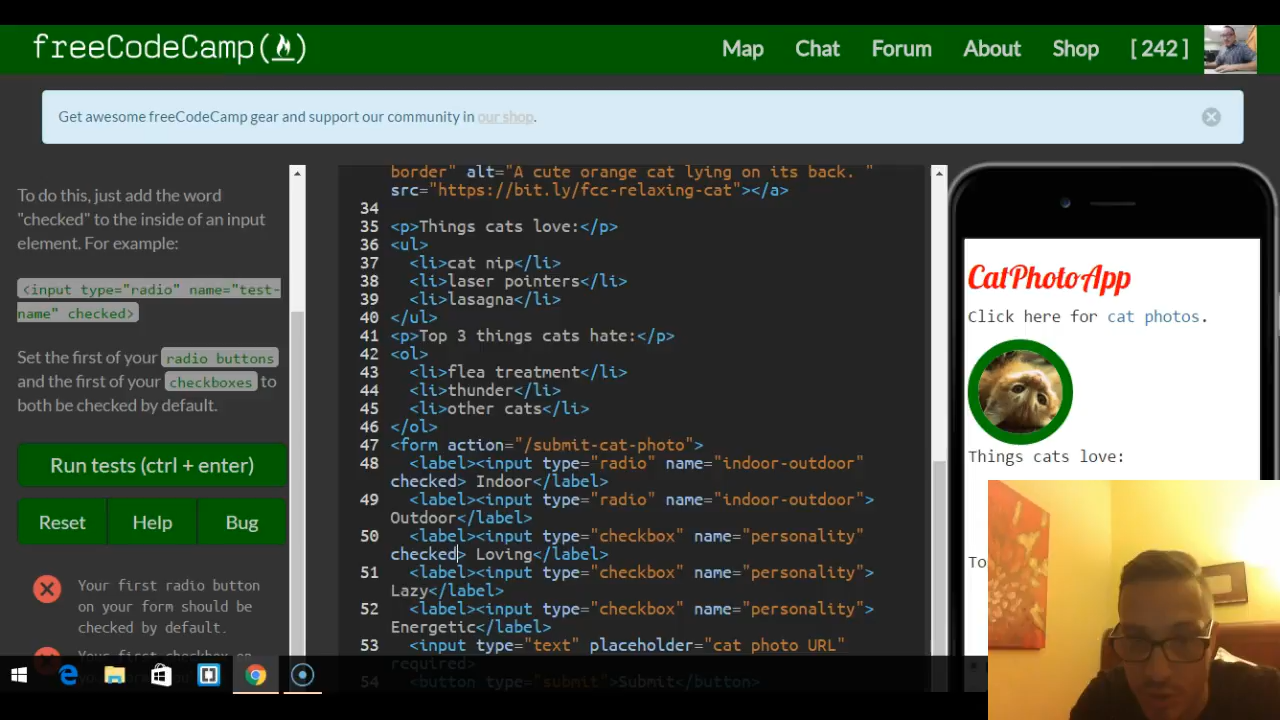 freeCodeCamp
Map Chat Forum About Shop [ 242 ]
Get awesome freeCodeCamp gear and support our community in our shop.
To do this, just add the word
"checked" to the inside of an input
element. For example:
<input type="radio" name="test-
name" checked>
Set the first of your radio buttons
and the first of your checkboxes to
both be checked by default.
Run tests (ctrl + enter)
Reset Help Bug
Your first radio button
on your form should be
checked by default.
Your first checkbox on
border" alt="A cute orange cat lying on its back. "
src="https://bit.ly/fcc-relaxing-cat"></a>
34
35 <p>Things cats love:</p>
36 <ul>
37 <li>cat nip</li>
38 <li>laser pointers</li>
39 <li>lasagna</li>
40 </ul>
41 <p>Top 3 things cats hate:</p>
42 <ol>
43 <li>flea treatment</li>
44 <li>thunder</li>
45 <li>other cats</li>
46 </ol>
47 <form action="/submit-cat-photo">
48 <label><input type="radio" name="indoor-outdoor"
checked> Indoor</label>
49 <label><input type="radio" name="indoor-outdoor">
Outdoor</label>
50 <label><input type="checkbox" name="personality"
checked> Loving</label>
51 <label><input type="checkbox" name="personality">
Lazy</label>
52 <label><input type="checkbox" name="personality">
Energetic</label>
53 <input type="text" placeholder="cat photo URL"
required>
54 <button type="submit">Submit</button>
CatPhotoApp
Click here for cat photos.
Things cats love:
To